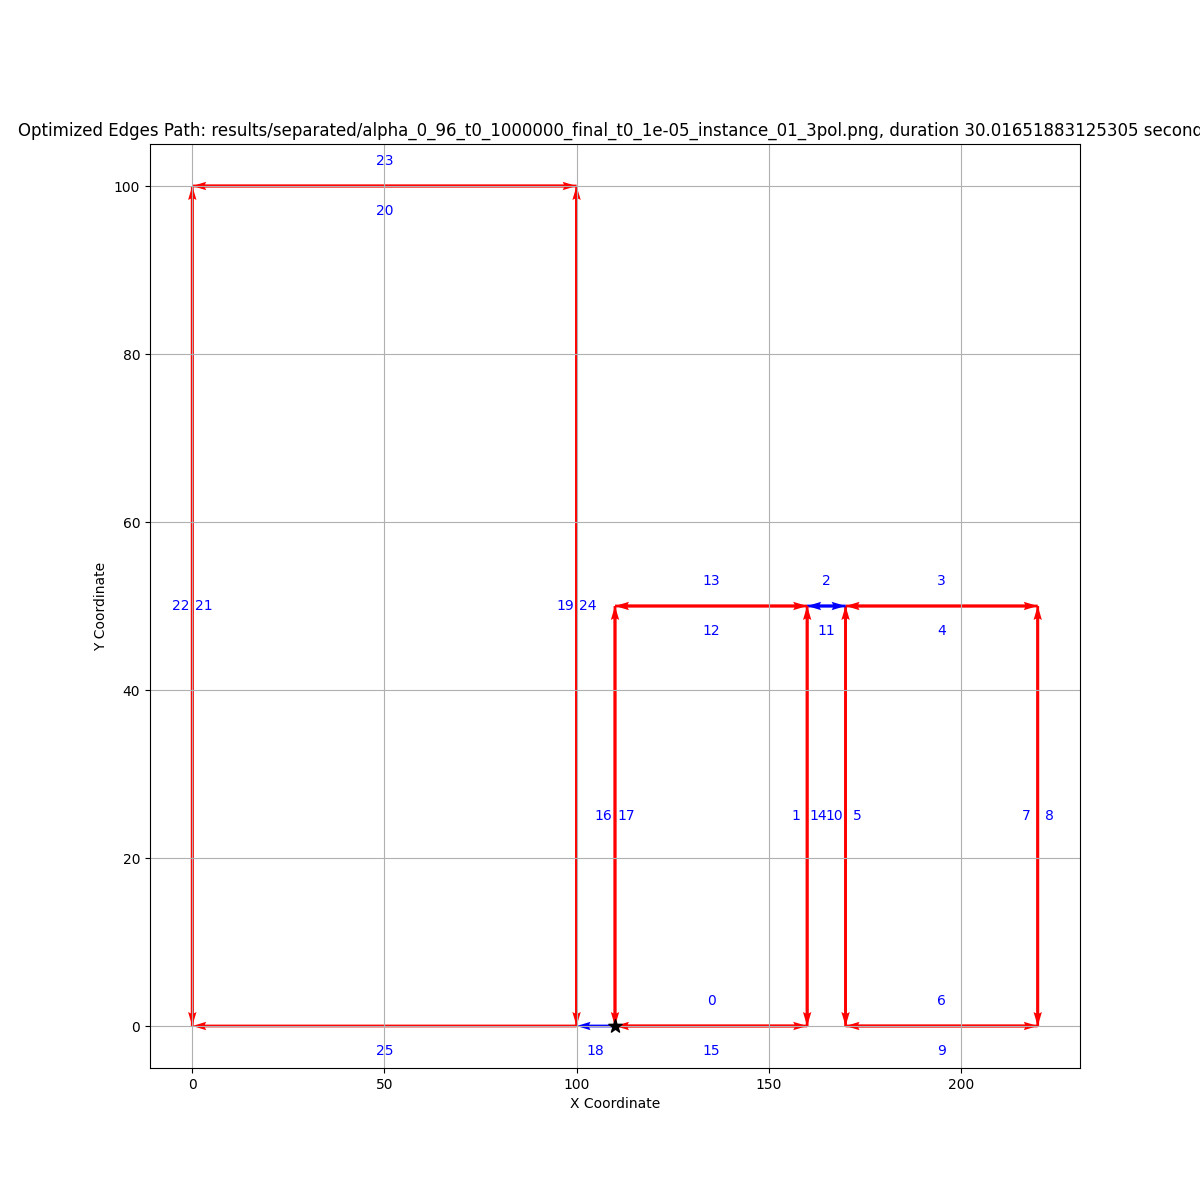 Optimized Edges Path: results/separated/alpha_0_96_t0_1000000_final_t0_1e-05_instance_01_3pol.png, duration 30.01651883125305 second
23
100
20
80
60
13 2 3
22 21 19 24
12 11 4
Y Coordinate
40
16 17 1 14 10 5 7 8
20
0 6
0
25 18 15 9
0 50 100 150 200
X Coordinate